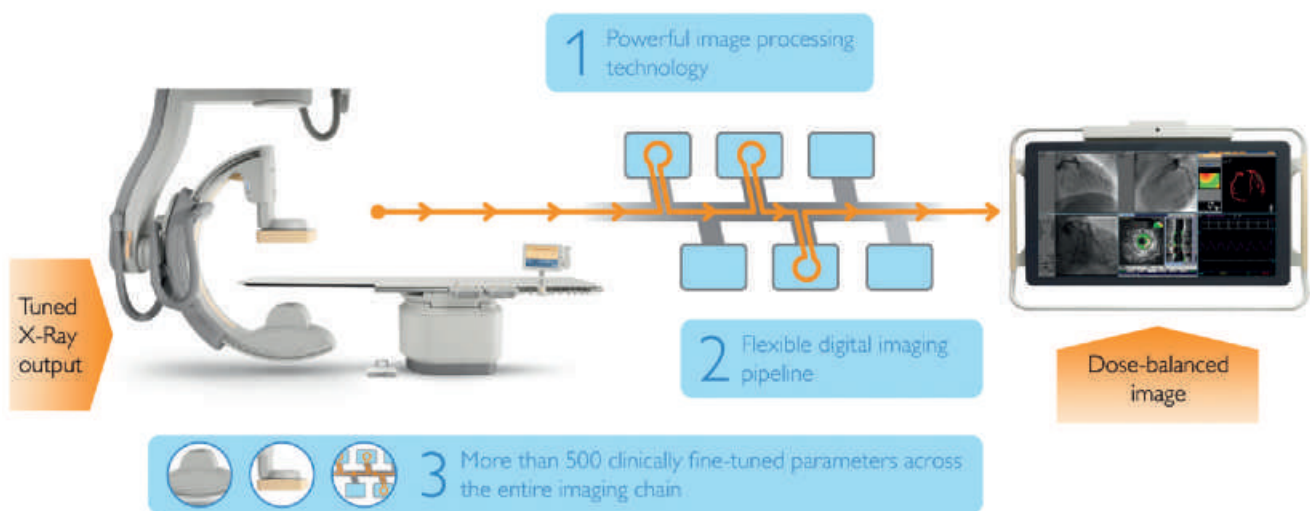 1 Powerful image processing
technology
Tuned
X-Ray
output
2 Flexible digital imaging
pipeline
Dose-balanced
image
3 More than 500 clinically fine-tuned parameters across
the entire imaging chain